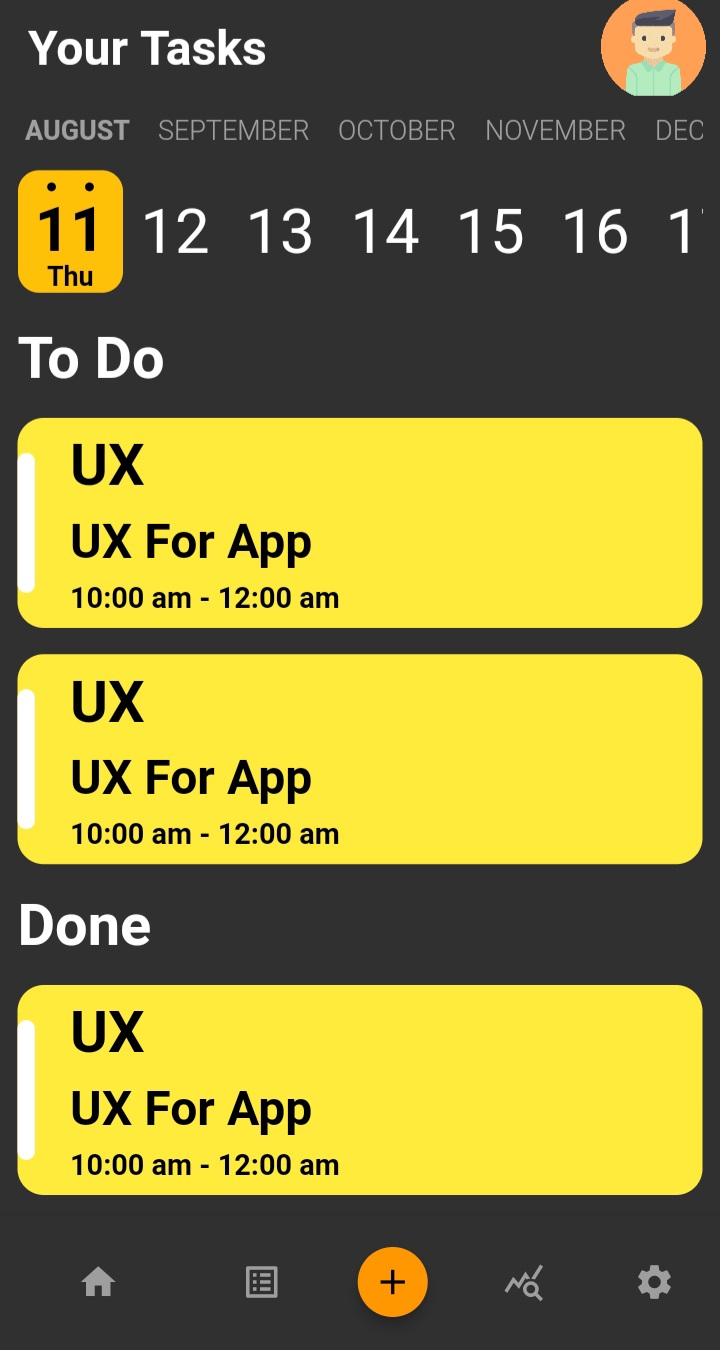 Your Tasks
AUGUST SEPTEMBER OCTOBER NOVEMBER DEC
11 12 13 14 15 16
Thu
To Do
UX
UX For App
10:00 am - 12:00 am
UX
UX For App
10:00 am - 12:00 am
Done
UX
UX For App
10:00 am - 12:00 am